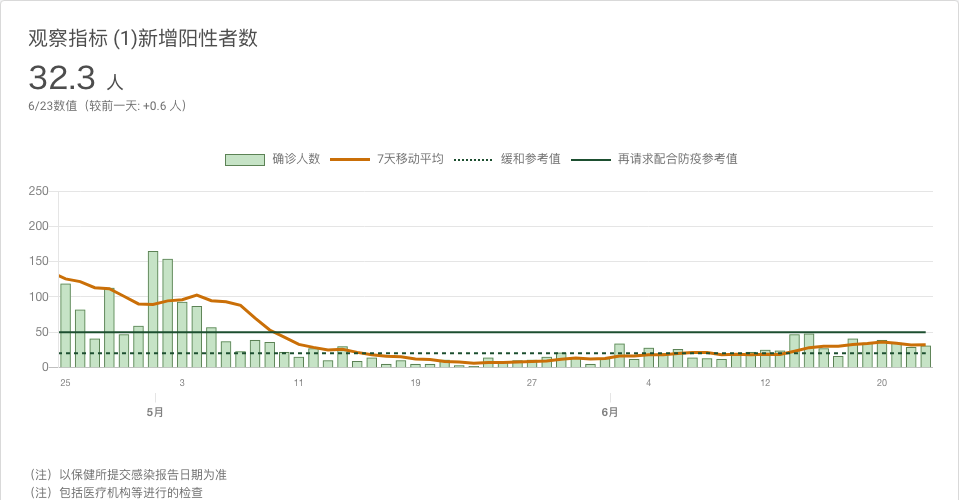 观察指标 (1)新增阳性者数
32.3 人
6/23数值（较前一天: +0.6 人）
确诊人数 7天移动平均 缓和参考值 再请求配合防疫参考值
250
200
150
100
50
0
25 3 11 19 27 4 12 20
5月 6月
（注）以保健所提交感染报告日期为准
（注）包括医疗机构等进行的检查